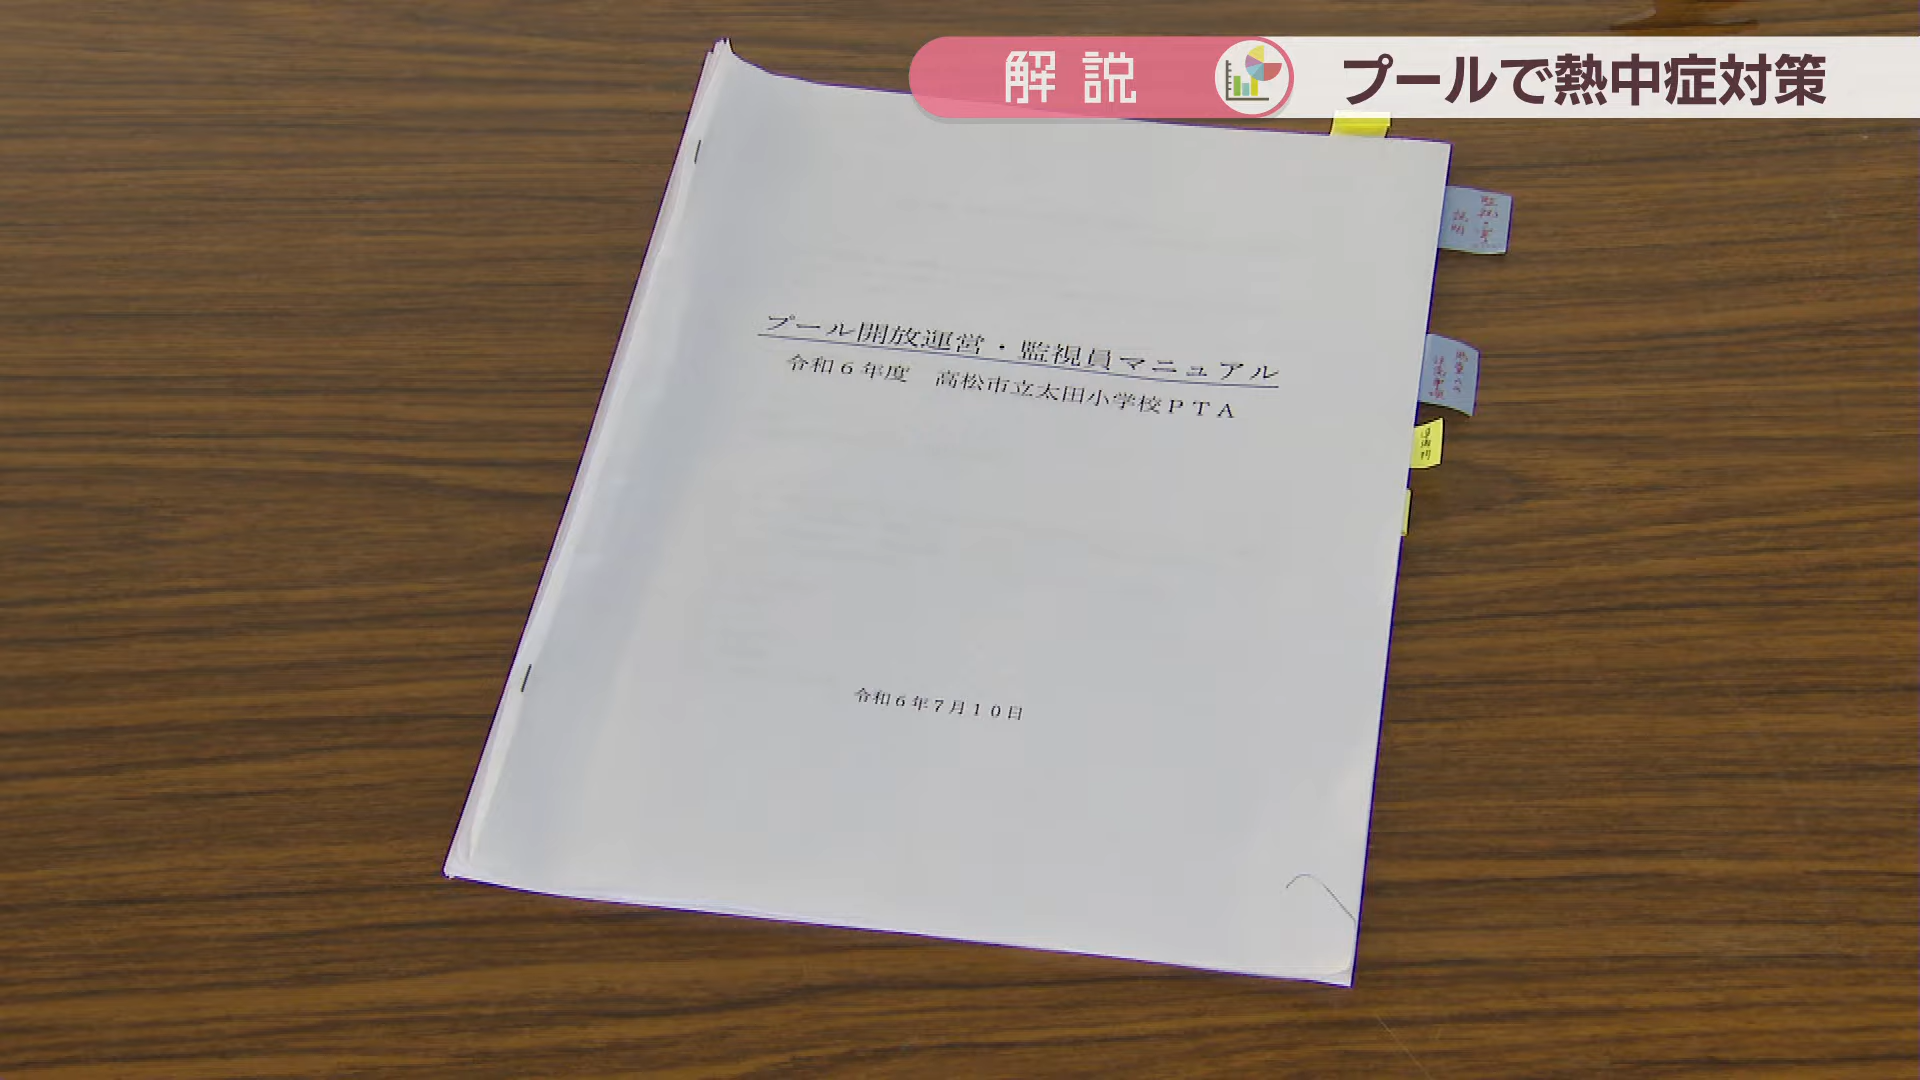 解説
プールで熱中症対策
プール開放運営・監視員マニュアル
令和６年度　高松市立太田小学校ＰＴＡ
令和６年７月１０日
説明